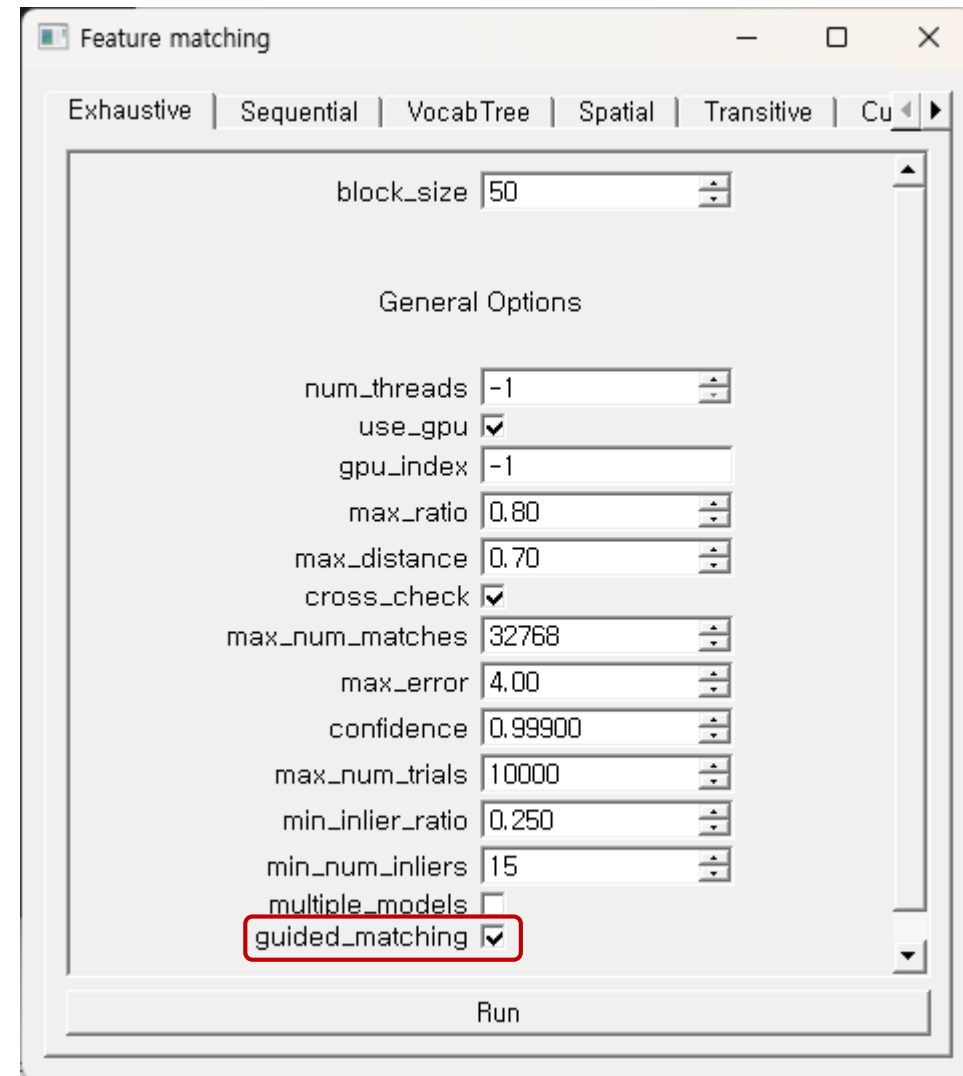 Feature matching
Exhaustive Sequential VocabTree Spatial Transitive Cu
block_size 50
General Options
num_threads -1
use_gpu
gpu_index -1
max_ratio 0.80
max_distance 0.70
cross_check
max_num_matches 32768
max_error 4.00
confidence 0.99900
max_num_trials 10000
min_inlier_ratio 0.250
min_num_inliers 15
multiple_models
guided_matching
Run